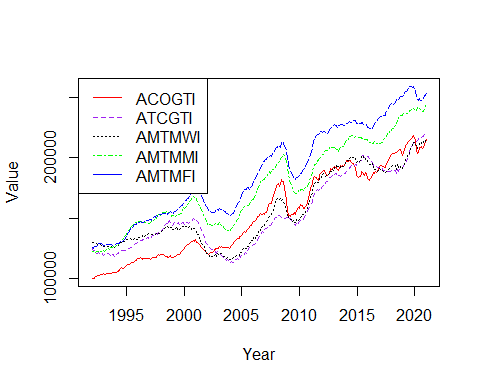 ACOGTI
ATCGTI
AMTMWI
AMTMMI
AMTMFI
Value
200000
100000
1995 2000 2005 2010 2015 2020
Year